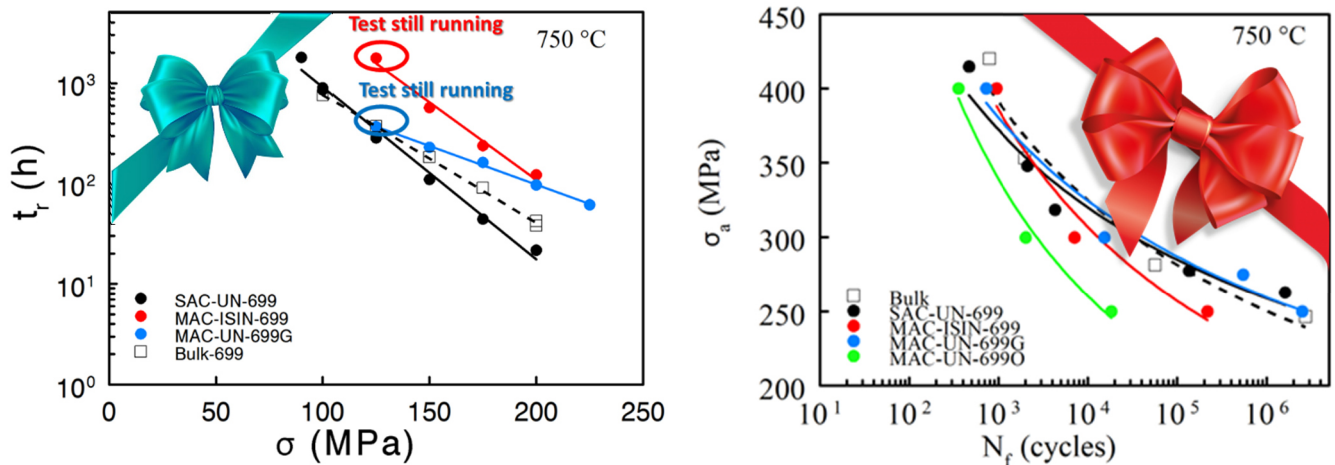 Test still running
750 °C
Test still running
10³
10²
10¹
10⁰
tᵣ (h)
0
50
100
150
200
250
σ (MPa)
SAC-UN-699
MAC-ISIN-699
MAC-UN-699G
Bulk-699
450
400
350
300
250
200
σₐ (MPa)
750 °C
Bulk
SAC-UN-699
MAC-ISIN-699
MAC-UN-699G
MAC-UN-699O
10¹
10²
10³
10⁴
10⁵
10⁶
N_f (cycles)